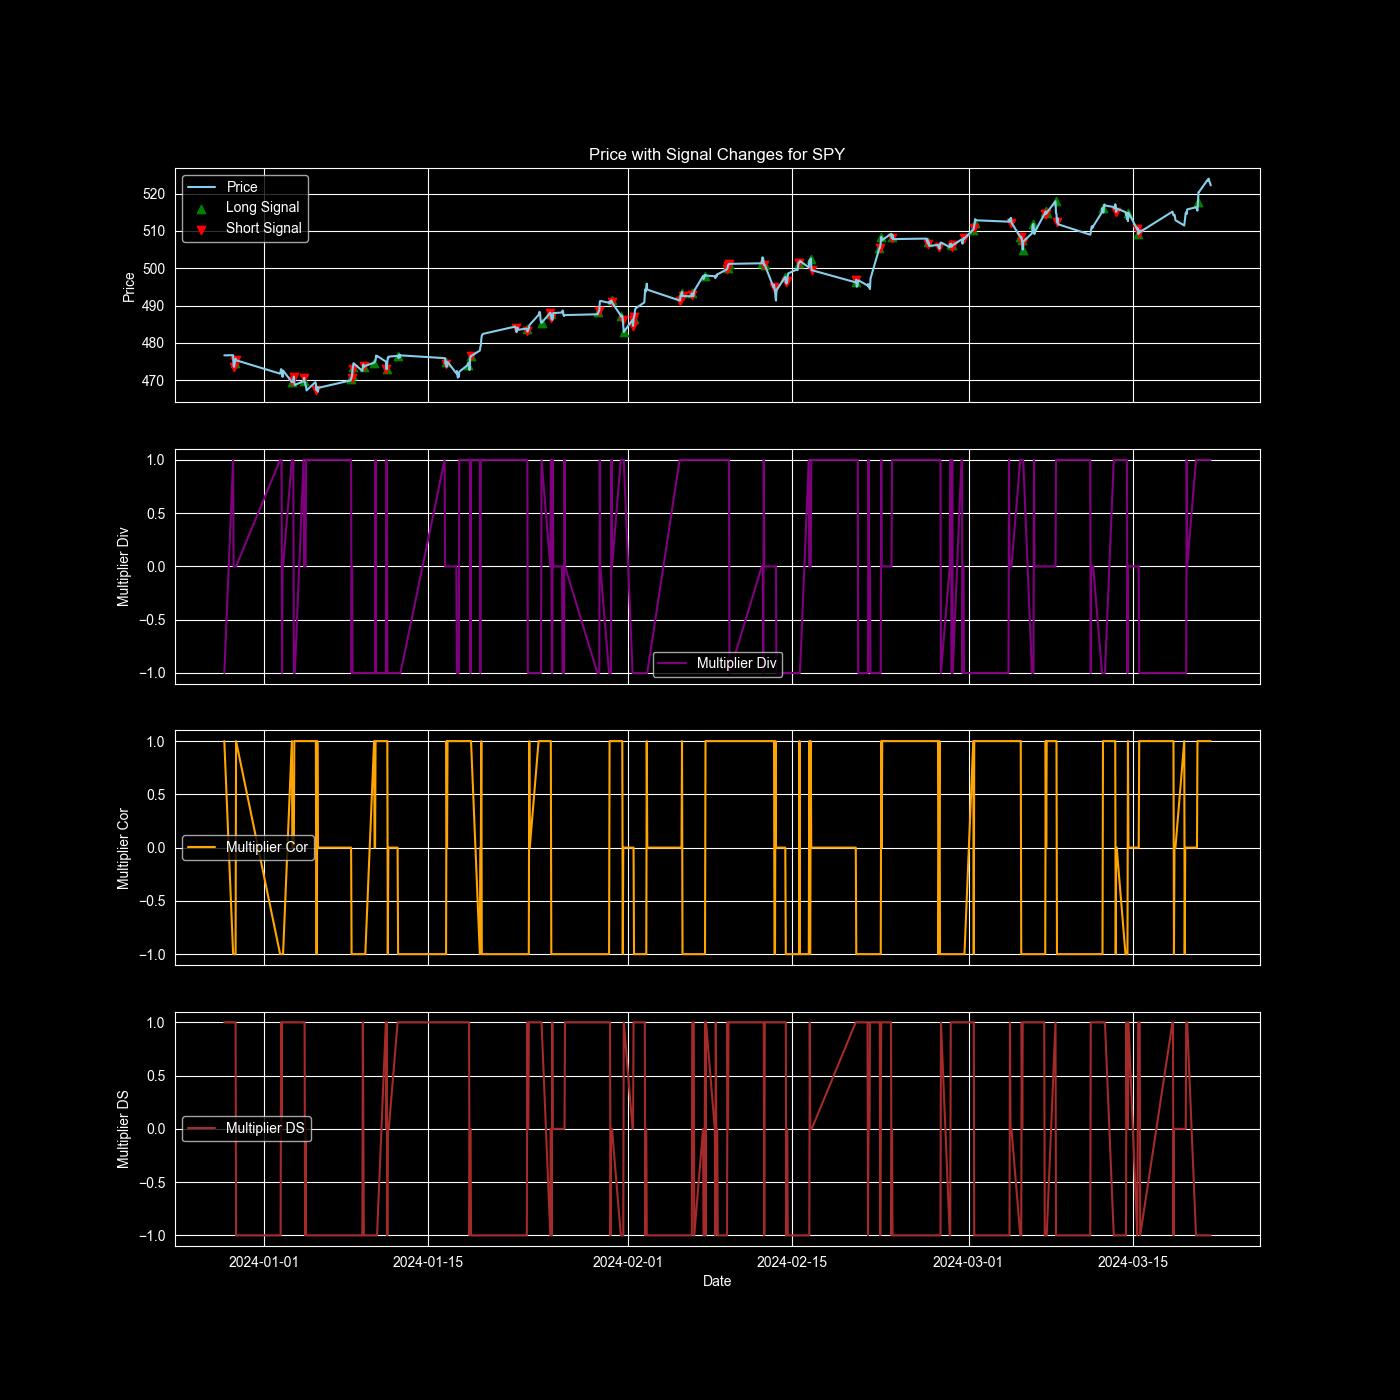 Price with Signal Changes for SPY
Price
520
510
500
490
480
470
Price
Long Signal
Short Signal
Multiplier Div
1.0
0.5
0.0
−0.5
−1.0
Multiplier Div
Multiplier Cor
1.0
0.5
0.0
−0.5
−1.0
Multiplier Cor
Multiplier DS
1.0
0.5
0.0
−0.5
−1.0
Multiplier DS
2024-01-01 2024-01-15 2024-02-01 2024-02-15 2024-03-01 2024-03-15
Date